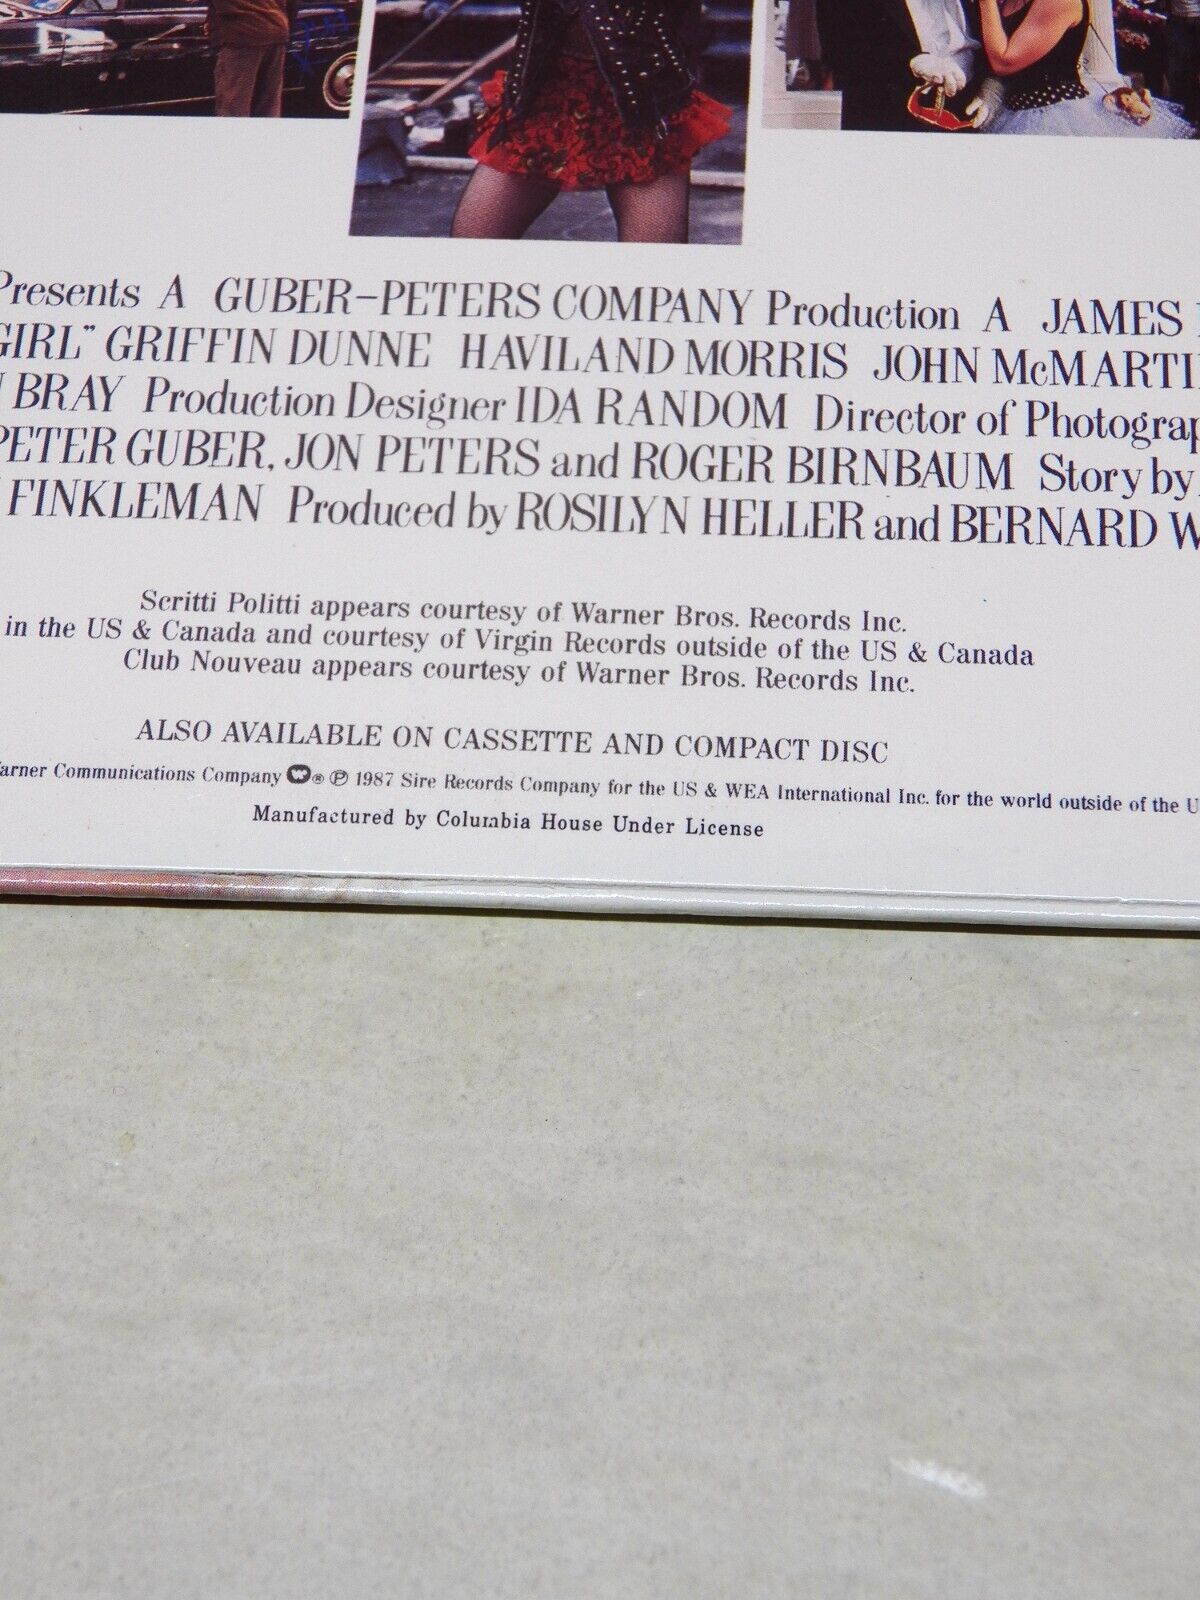 Presents A GUBER-PETERS COMPANY Production A JAMES
GIRL" GRIFFIN DUNNE HAVILAND MORRIS JOHN McMARTI
BRAY Production Designer IDA RANDOM Director of Photograp
PETER GUBER, JON PETERS and ROGER BIRNBAUM Story by
FINKLEMAN Produced by ROSILYN HELLER and BERNARD W
Scritti Politti appears courtesy of Warner Bros. Records Inc.
in the US & Canada and courtesy of Virgin Records outside of the US & Canada
Club Nouveau appears courtesy of Warner Bros. Records Inc.
ALSO AVAILABLE ON CASSETTE AND COMPACT DISC
arner Communications Company ® ℗ 1987 Sire Records Company for the US & WEA International Inc. for the world outside of the U
Manufactured by Columbia House Under License